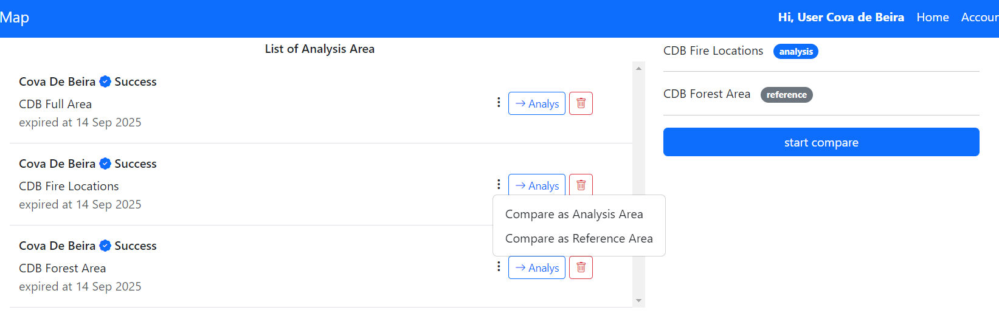 Map
Hi, User Cova de Beira Home Accoun
List of Analysis Area
Cova De Beira Success
CDB Full Area
expired at 14 Sep 2025
Analys
Cova De Beira Success
CDB Fire Locations
expired at 14 Sep 2025
Analys
Compare as Analysis Area
Compare as Reference Area
Cova De Beira Success
CDB Forest Area
expired at 14 Sep 2025
Analys
CDB Fire Locations analysis
CDB Forest Area reference
start compare